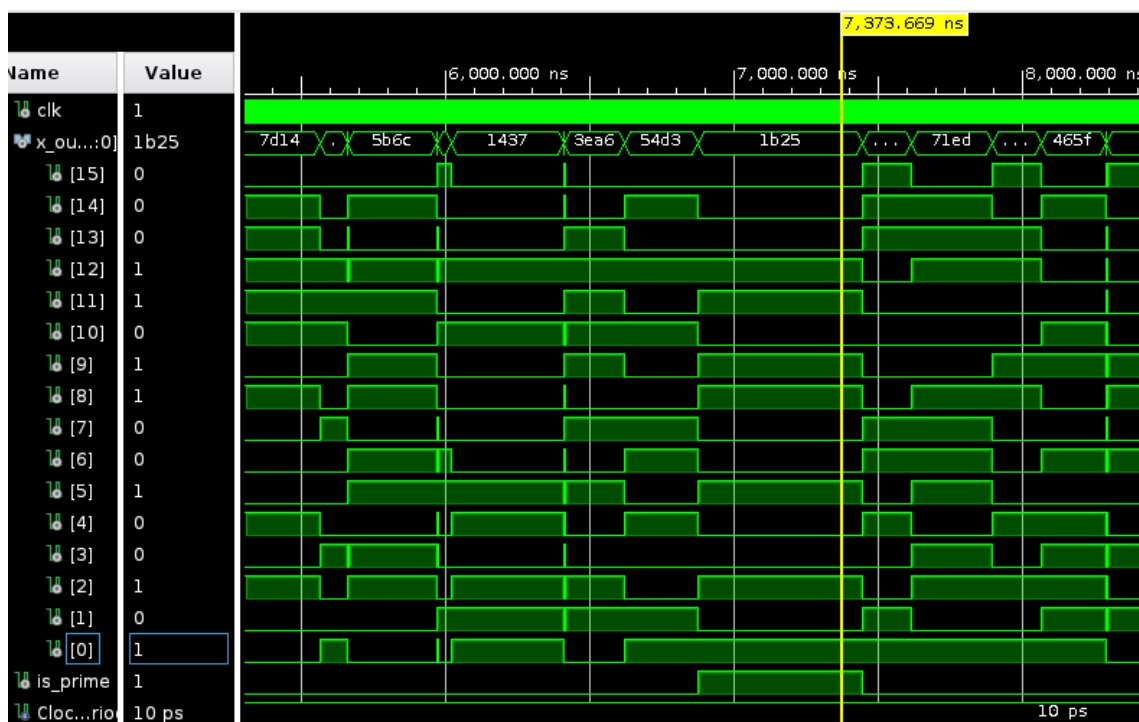 7,373.669 ns
Name Value 6,000.000 ns 7,000.000 ns 8,000.000 n
clk 1
x_ou...:0] 1b25 7d14 . 5b6c 1437 3ea6 54d3 1b25 ... 71ed ... 465f
[15] 0
[14] 0
[13] 0
[12] 1
[11] 1
[10] 0
[9] 1
[8] 1
[7] 0
[6] 0
[5] 1
[4] 0
[3] 0
[2] 1
[1] 0
[0] 1
is_prime 1
Cloc...rio 10 ps 10 ps